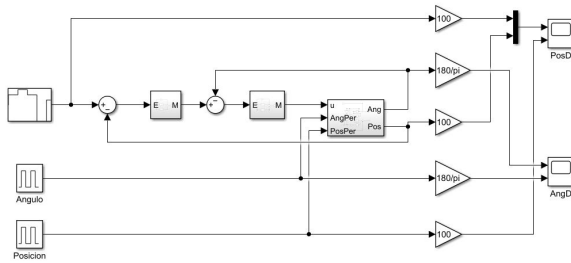 100
PosD
180/pi
E M
E M
u
AngPer
PosPer
Ang
Pos
100
180/pi
AngD
Angulo
100
Posicion